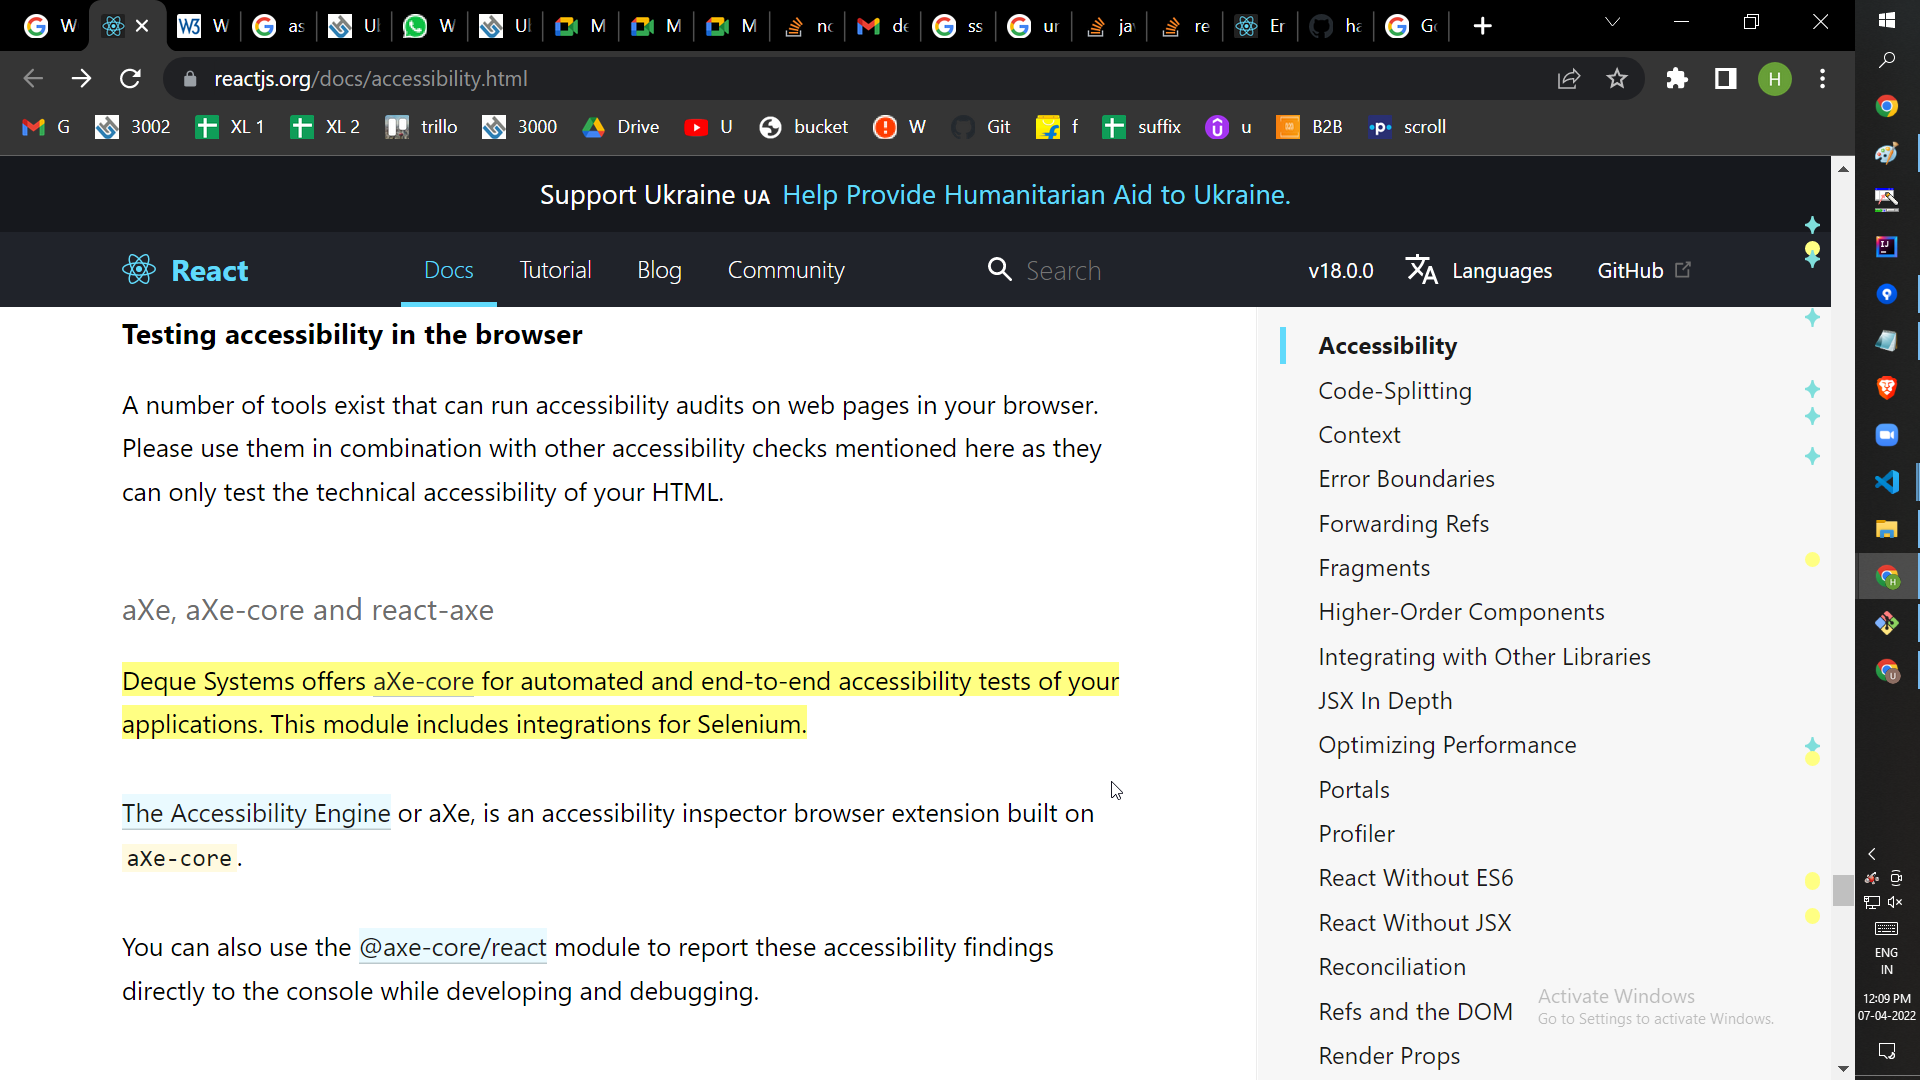 W
W
as
Ul
W
Ul
M
M
M
no
de
ss
ur
ja
re
Er
ha
Go
reactjs.org/docs/accessibility.html
H
G
3002
XL 1
XL 2
trillo
3000
Drive
U
bucket
W
Git
f
suffix
u
B2B
scroll
Support Ukraine UA Help Provide Humanitarian Aid to Ukraine.
React
Docs
Tutorial
Blog
Community
Search
v18.0.0
Languages
GitHub
Testing accessibility in the browser
A number of tools exist that can run accessibility audits on web pages in your browser.
Please use them in combination with other accessibility checks mentioned here as they
can only test the technical accessibility of your HTML.
aXe, aXe-core and react-axe
Deque Systems offers aXe-core for automated and end-to-end accessibility tests of your
applications. This module includes integrations for Selenium.
The Accessibility Engine or aXe, is an accessibility inspector browser extension built on
aXe-core.
You can also use the @axe-core/react module to report these accessibility findings
directly to the console while developing and debugging.
Accessibility
Code-Splitting
Context
Error Boundaries
Forwarding Refs
Fragments
Higher-Order Components
Integrating with Other Libraries
JSX In Depth
Optimizing Performance
Portals
Profiler
React Without ES6
React Without JSX
Reconciliation
Refs and the DOM
Render Props
Activate Windows
Go to Settings to activate Windows.
ENG
IN
12:09 PM
07-04-2022